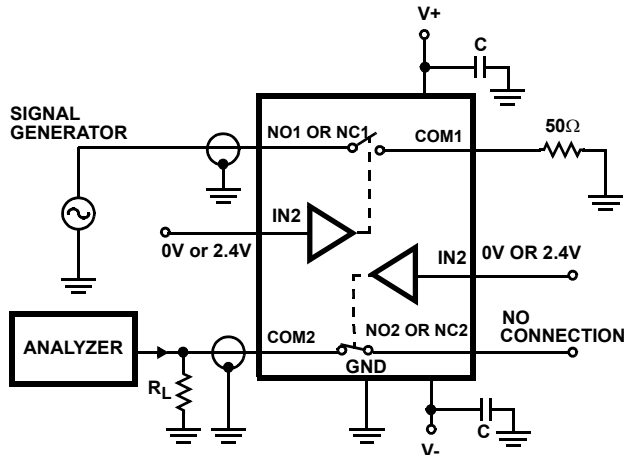 V+
C
SIGNAL
GENERATOR
NO1 OR NC1
COM1
50Ω
IN2
0V or 2.4V
IN2
0V OR 2.4V
NO
CONNECTION
ANALYZER
COM2
NO2 OR NC2
GND
RL
C
V-